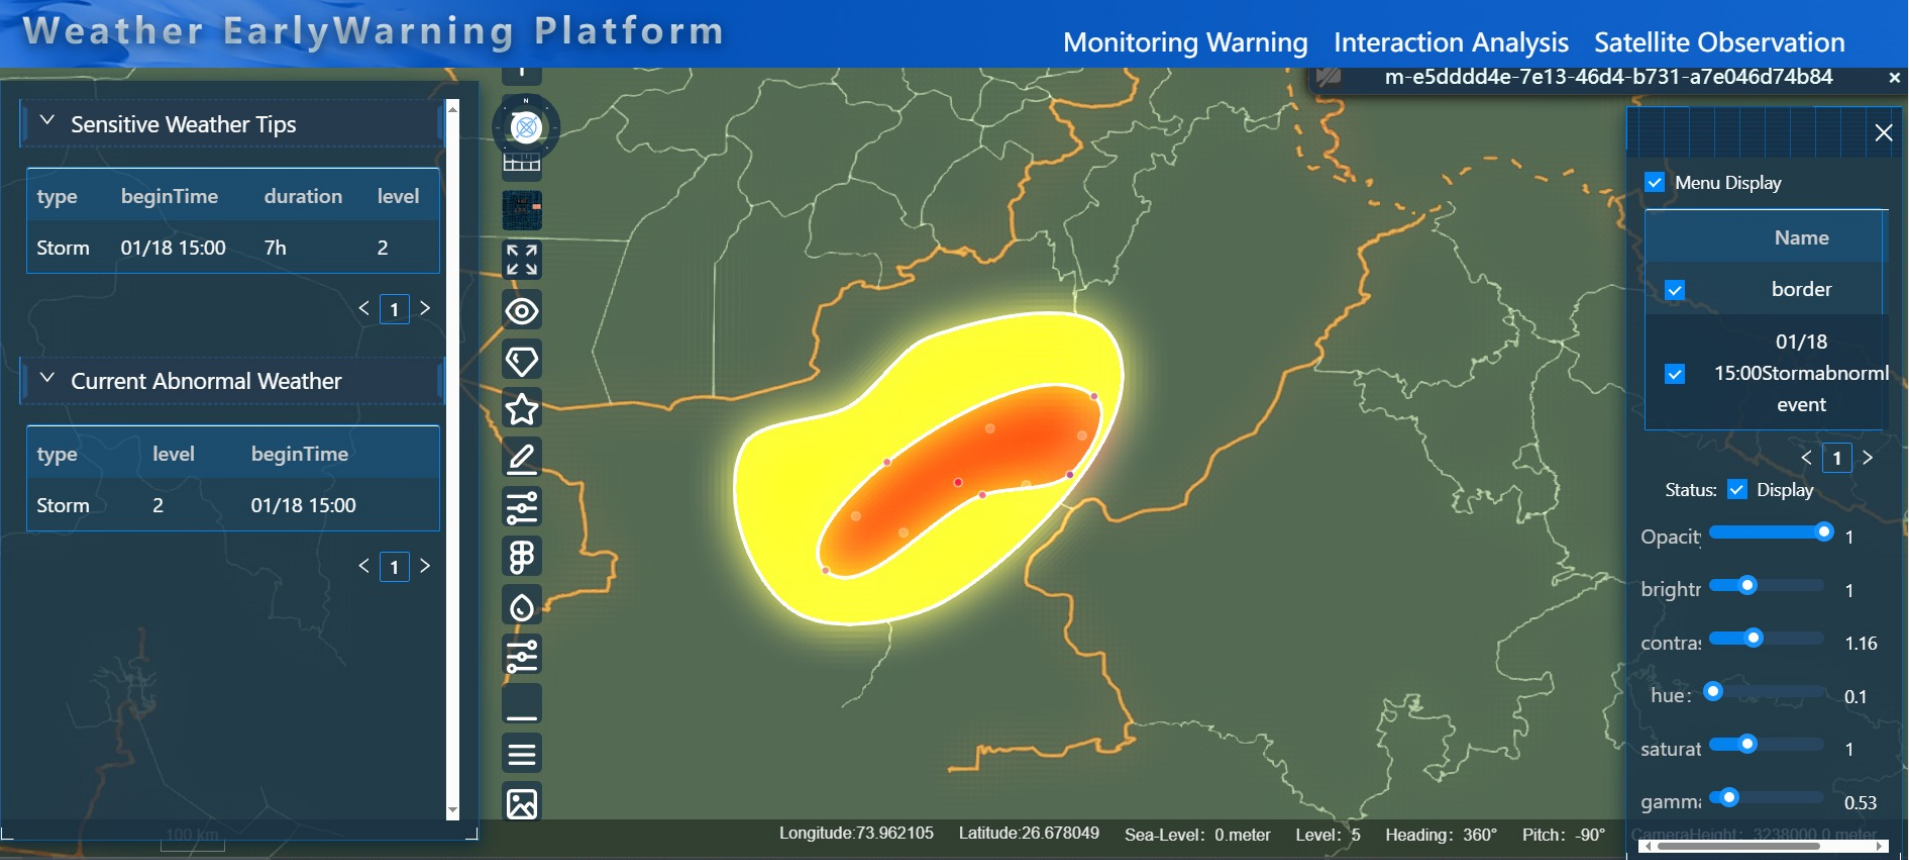 Weather EarlyWarning Platform
Monitoring Warning Interaction Analysis Satellite Observation
m-e5dddd4e-7e13-46d4-b731-a7e046d74b84 ×
Sensitive Weather Tips
type beginTime duration level
Storm 01/18 15:00 7h 2
< 1 >
Current Abnormal Weather
type level beginTime
Storm 2 01/18 15:00
< 1 >
100 km
N
Menu Display
Name
border
01/18
15:00Stormabnorml
event
< 1 >
Status: Display
Opacit 1
brightr 1
contra: 1.16
hue: 0.1
saturat 1
gamma 0.53
Longitude:73.962105 Latitude:26.678049 Sea-Level: 0.meter Level: 5 Heading: 360° Pitch: -90° CameraHeight: 3238000.0 meter